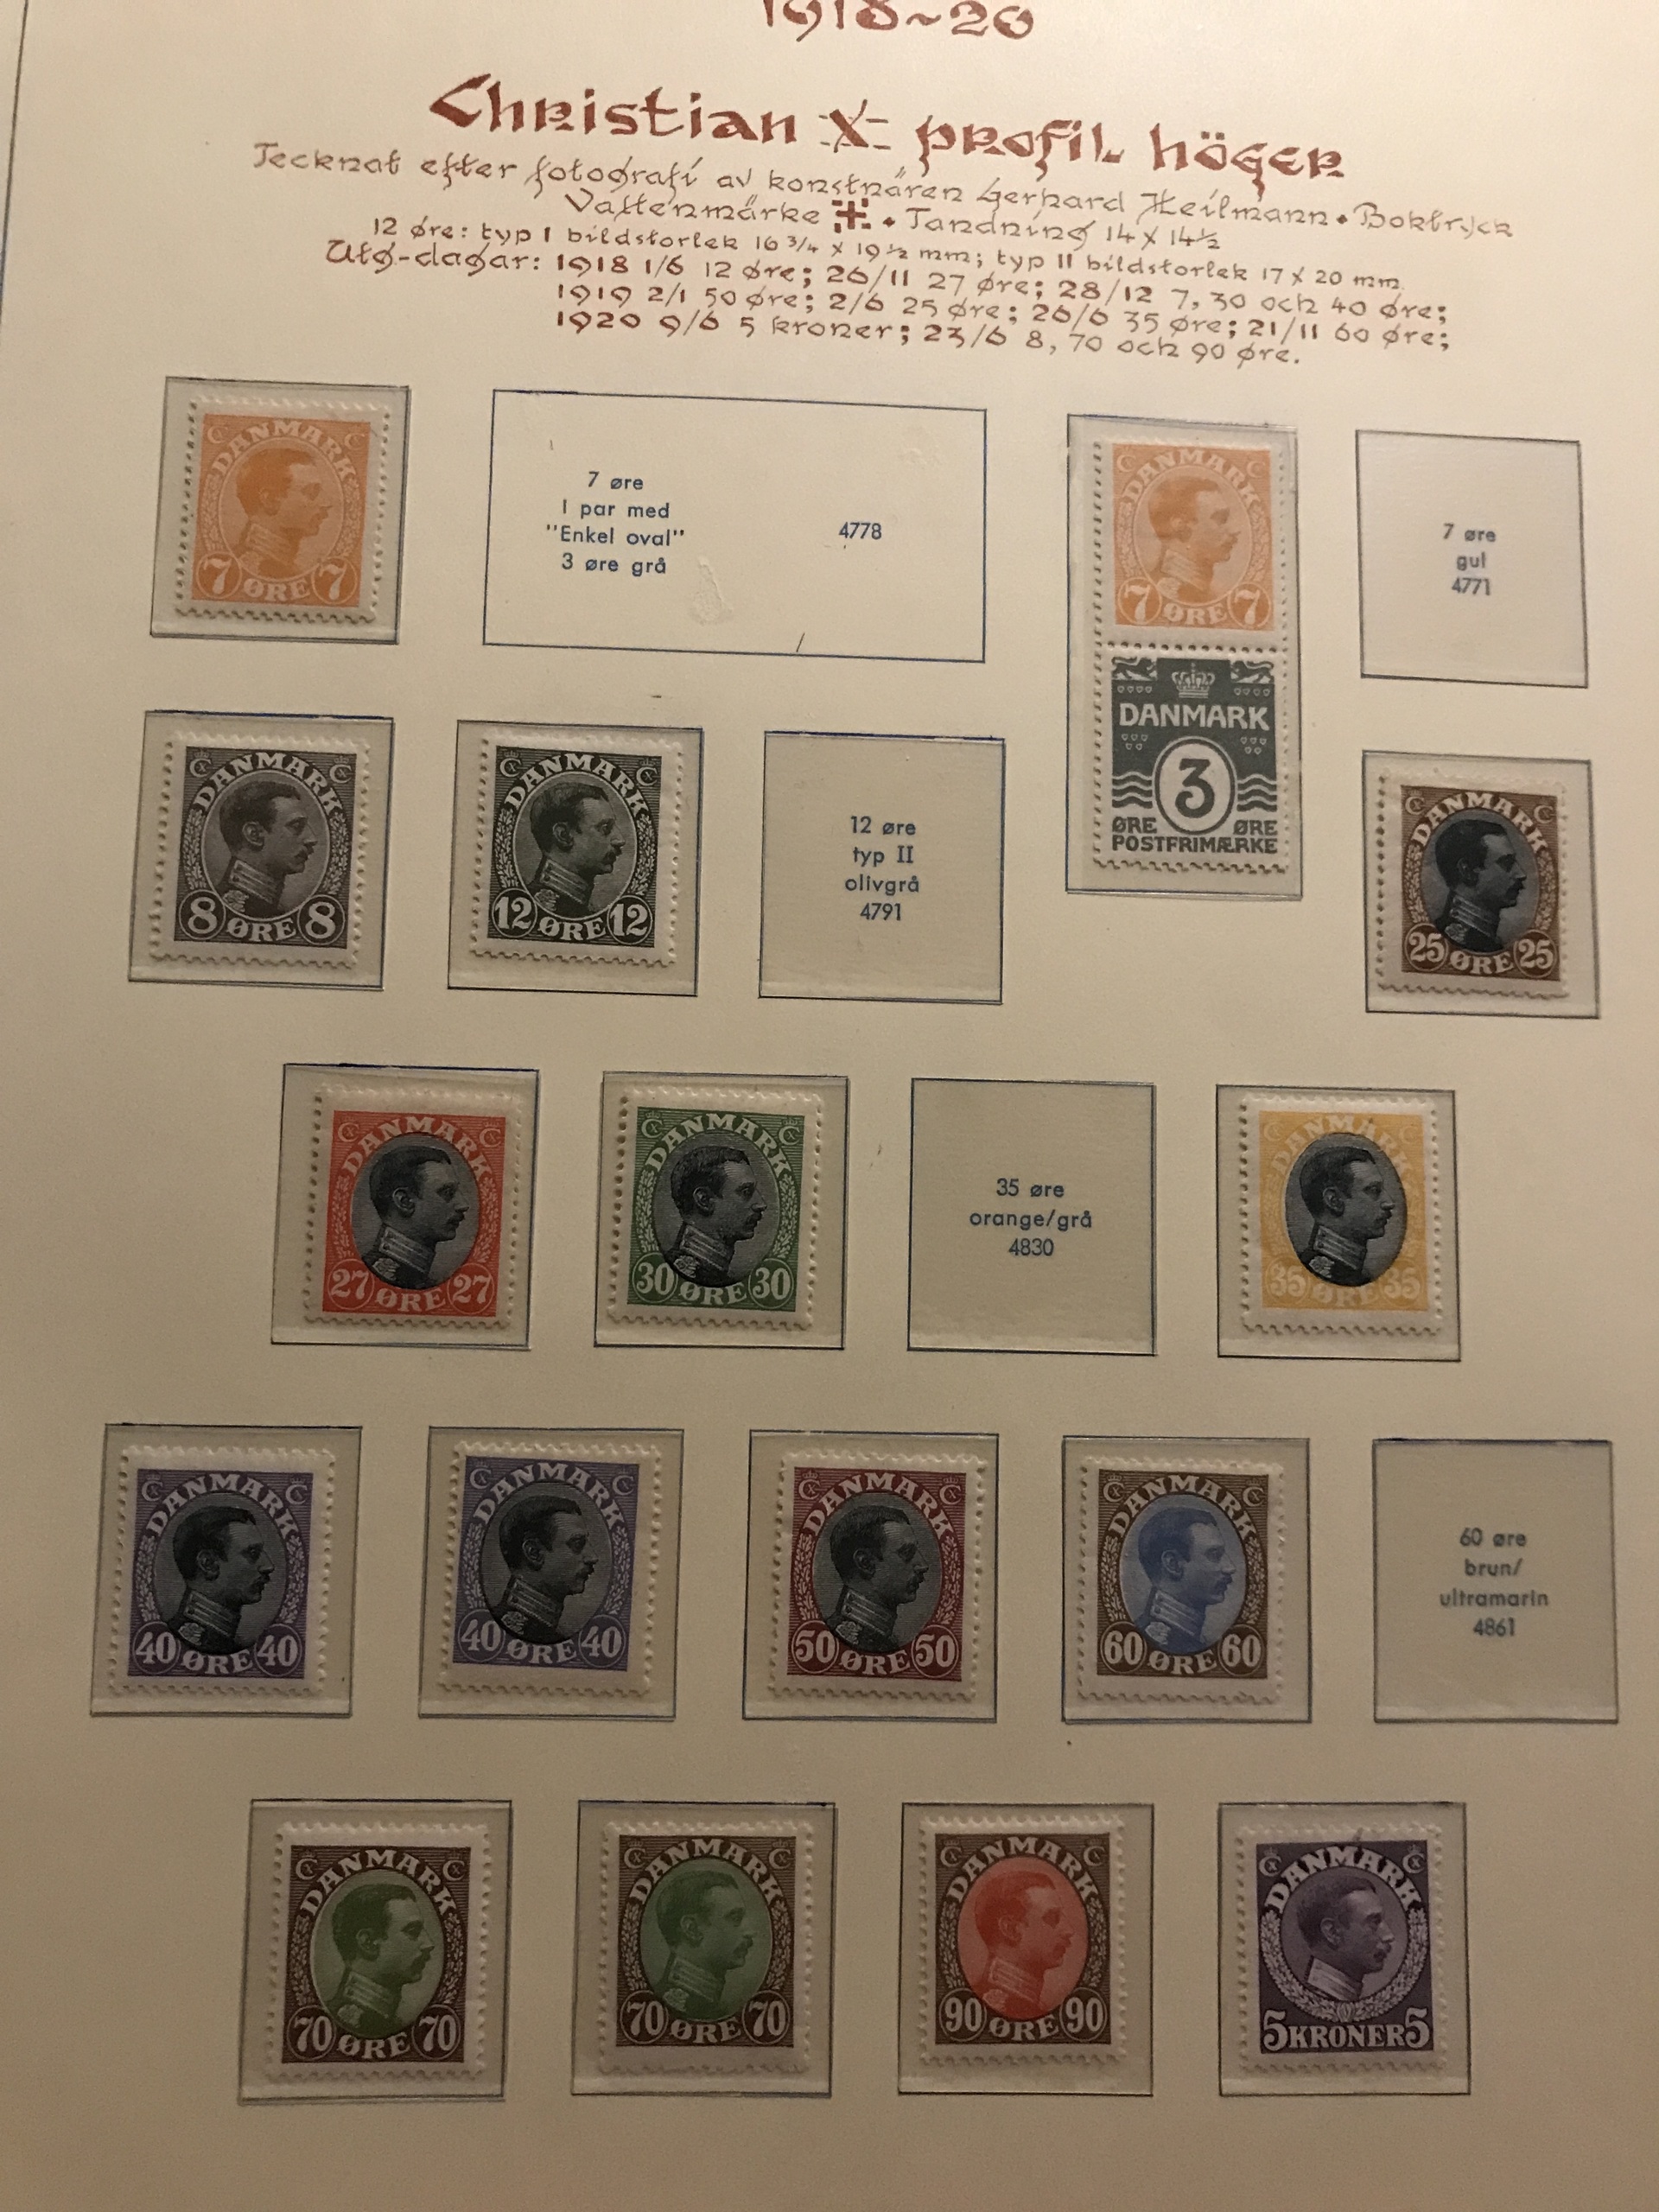 1918~20
Christian X profil höger
Tecknat efter fotografi av konstnären Gerhard Heilmann • Boktryck
Vattenmärke • Tandning 14 x 14½
12 øre: typ I bildstorlek 16 3/4 x 19 ½ mm; typ II bildstorlek 17 x 20 mm.
Utg-dagar: 1918 1/6 12 øre; 26/11 27 øre; 28/12 7, 30 och 40 øre;
1919 2/1 50 øre; 2/6 25 øre; 26/6 35 øre; 21/11 60 øre;
1920 9/6 5 kroner; 23/6 8, 70 och 90 øre.
DANMARK
7 ØRE 7
7 øre
1 par med
"Enkel oval"
3 øre grå
4778
DANMARK
7 ØRE 7
DANMARK
3
ØRE ØRE
POSTFRIMÆRKE
7 øre
gul
4771
DANMARK
8 ØRE 8
DANMARK
12 ØRE 12
12 øre
typ II
olivgrå
4791
DANMARK
25 ØRE 25
DANMARK
27 ØRE 27
DANMARK
30 ØRE 30
35 øre
orange/grå
4830
DANMARK
35 ØRE 35
DANMARK
40 ØRE 40
DANMARK
40 ØRE 40
DANMARK
50 ØRE 50
DANMARK
60 ØRE 60
60 øre
brun/
ultramarin
4861
DANMARK
70 ØRE 70
DANMARK
70 ØRE 70
DANMARK
90 ØRE 90
DANMARK
5 KRONER 5